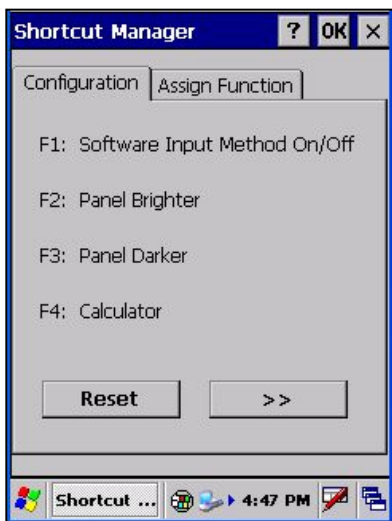 Shortcut Manager ? OK ×
Configuration Assign Function
F1: Software Input Method On/Off
F2: Panel Brighter
F3: Panel Darker
F4: Calculator
Reset >>
Shortcut ... 4:47 PM